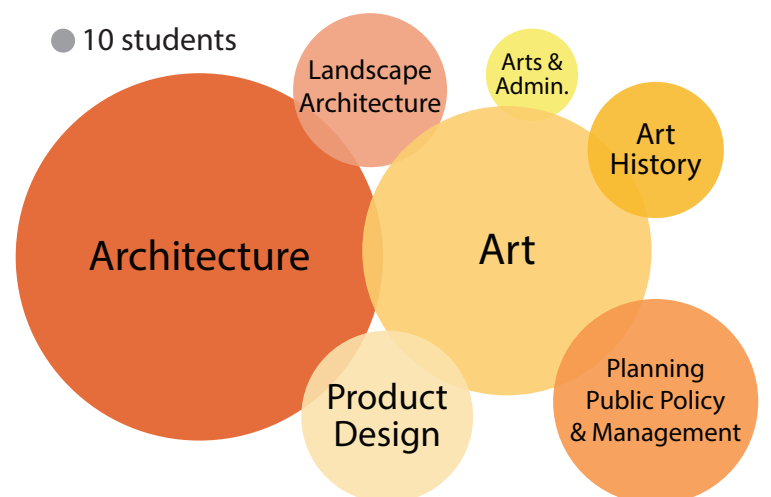 10 students
Landscape
Architecture
Arts &
Admin.
Art
History
Architecture
Art
Product
Design
Planning
Public Policy
& Management